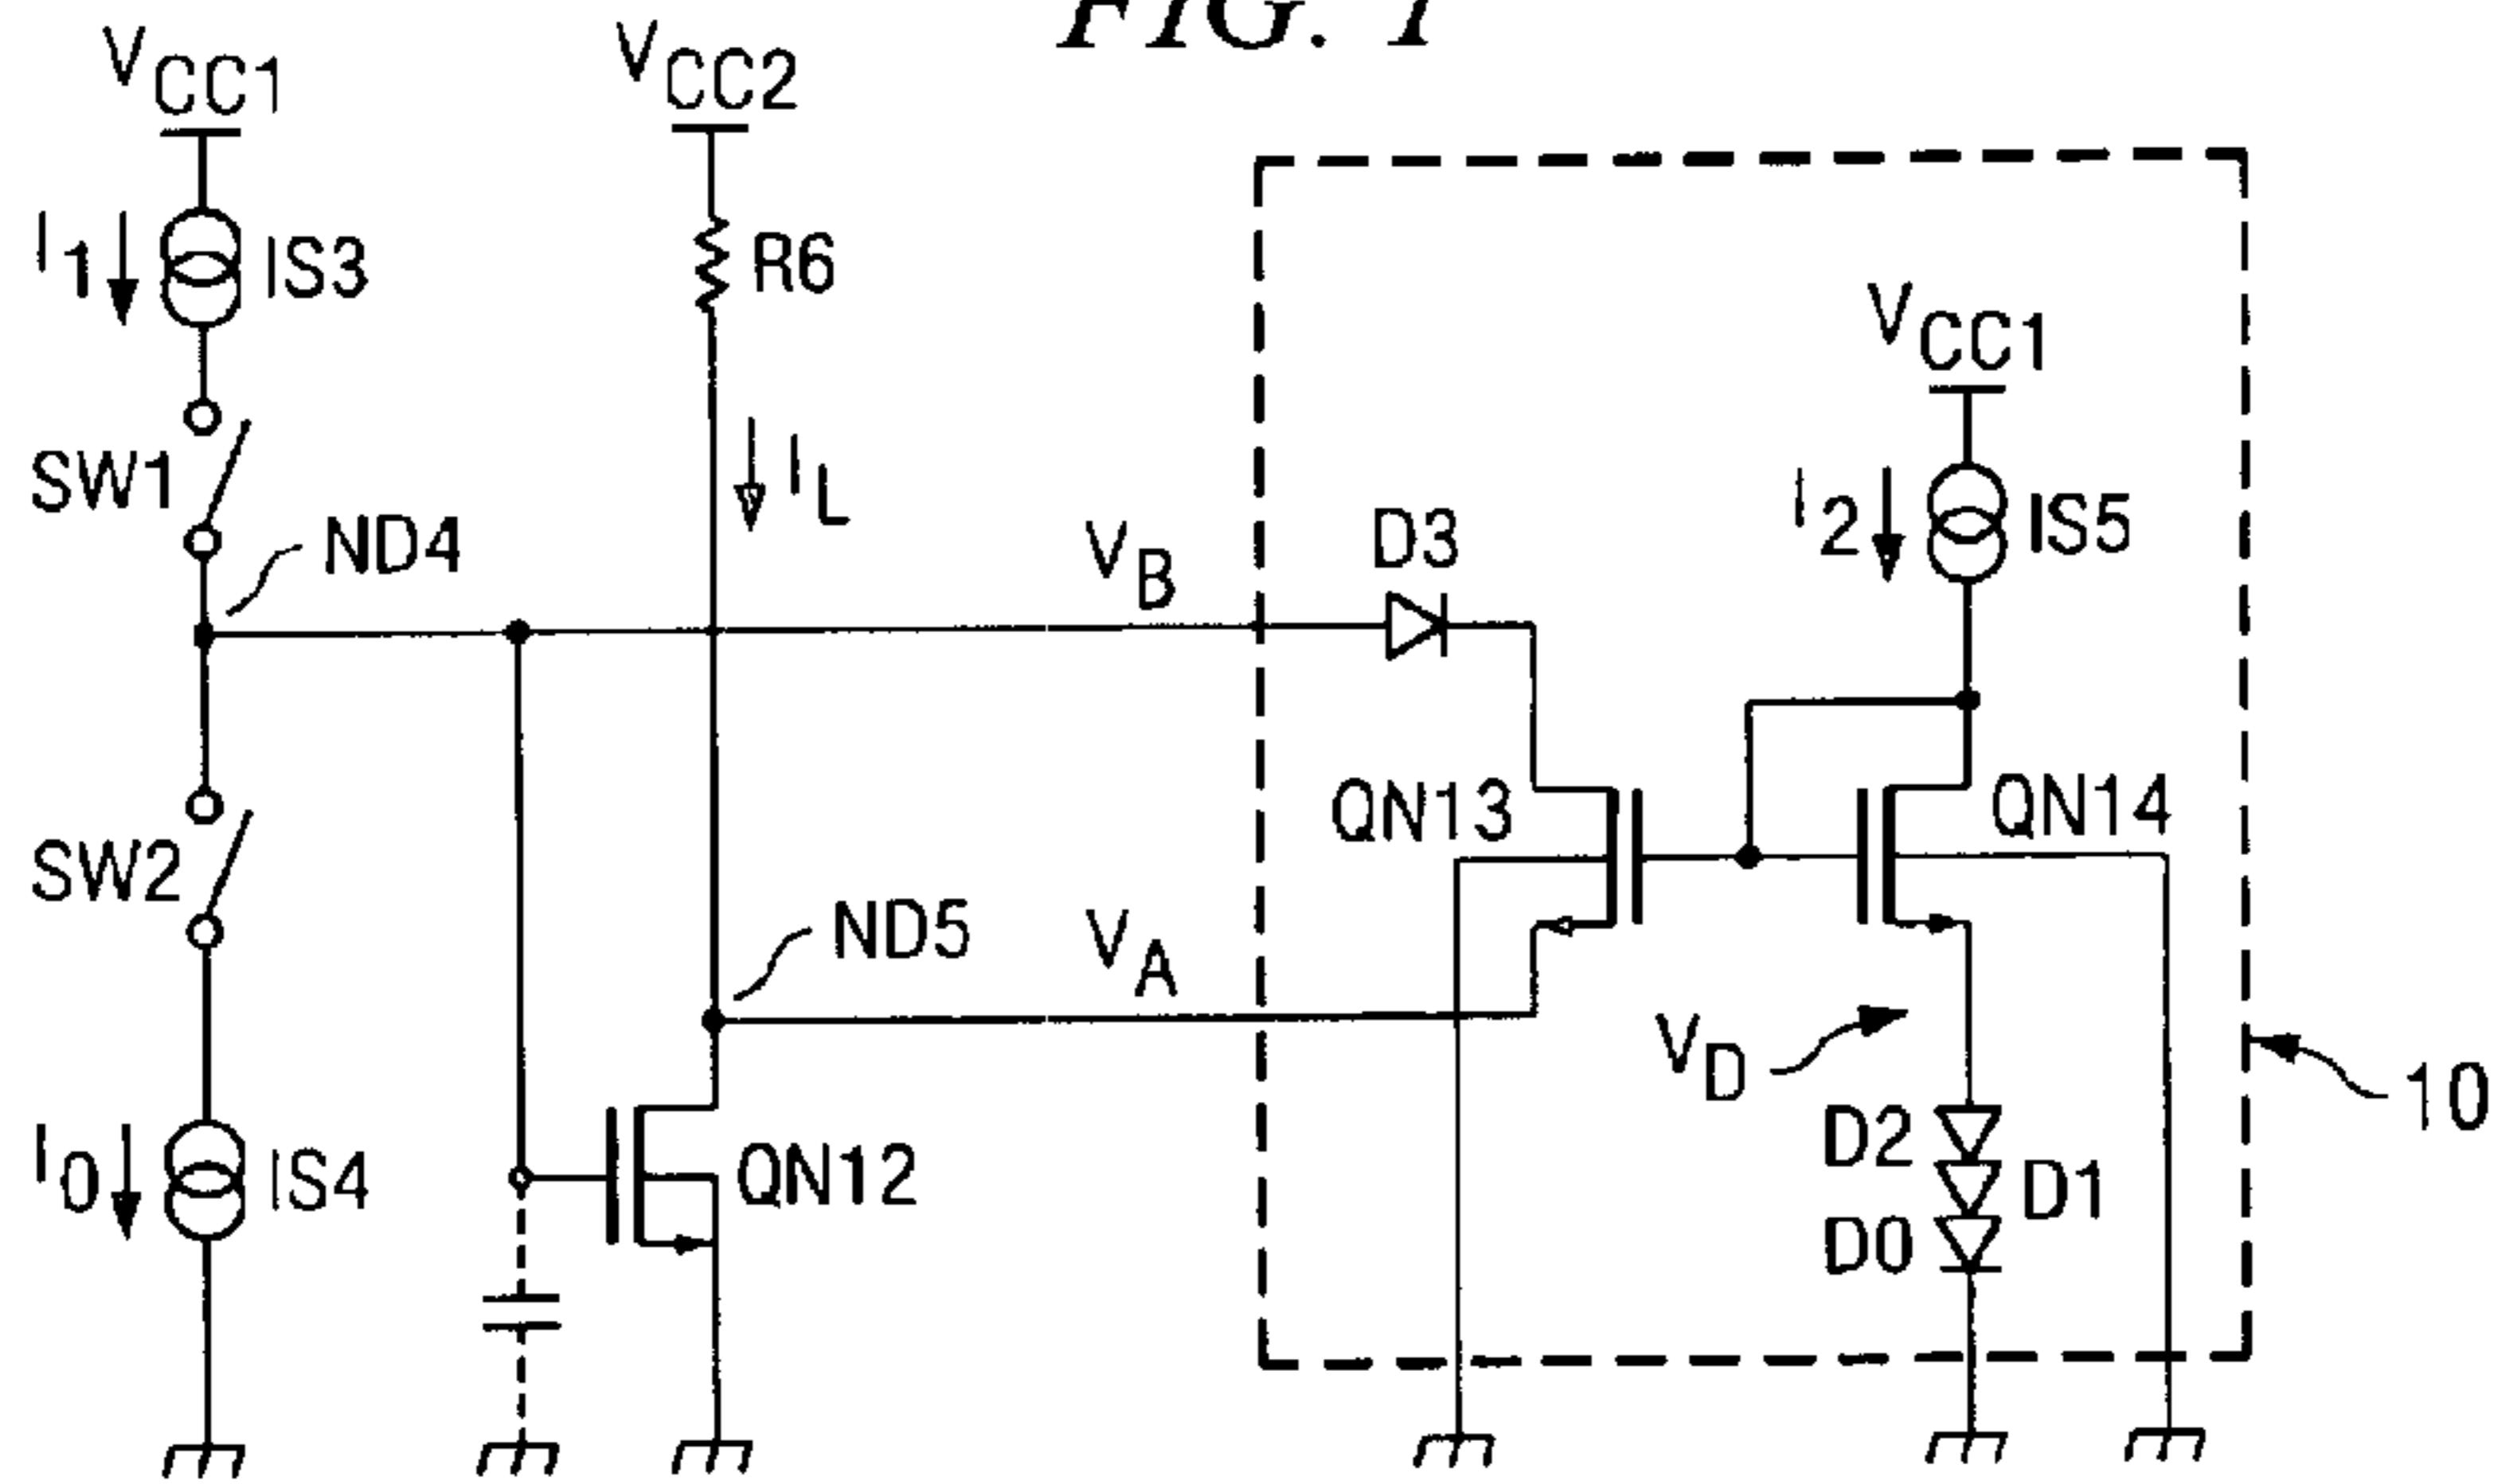 FIG. 1
VCC1
VCC2
I1
IS3
R6
VCC1
SW1
IL
I2
IS5
ND4
VB
D3
QN13
QN14
SW2
ND5
VA
VD
10
I0
IS4
QN12
D2
D1
D0